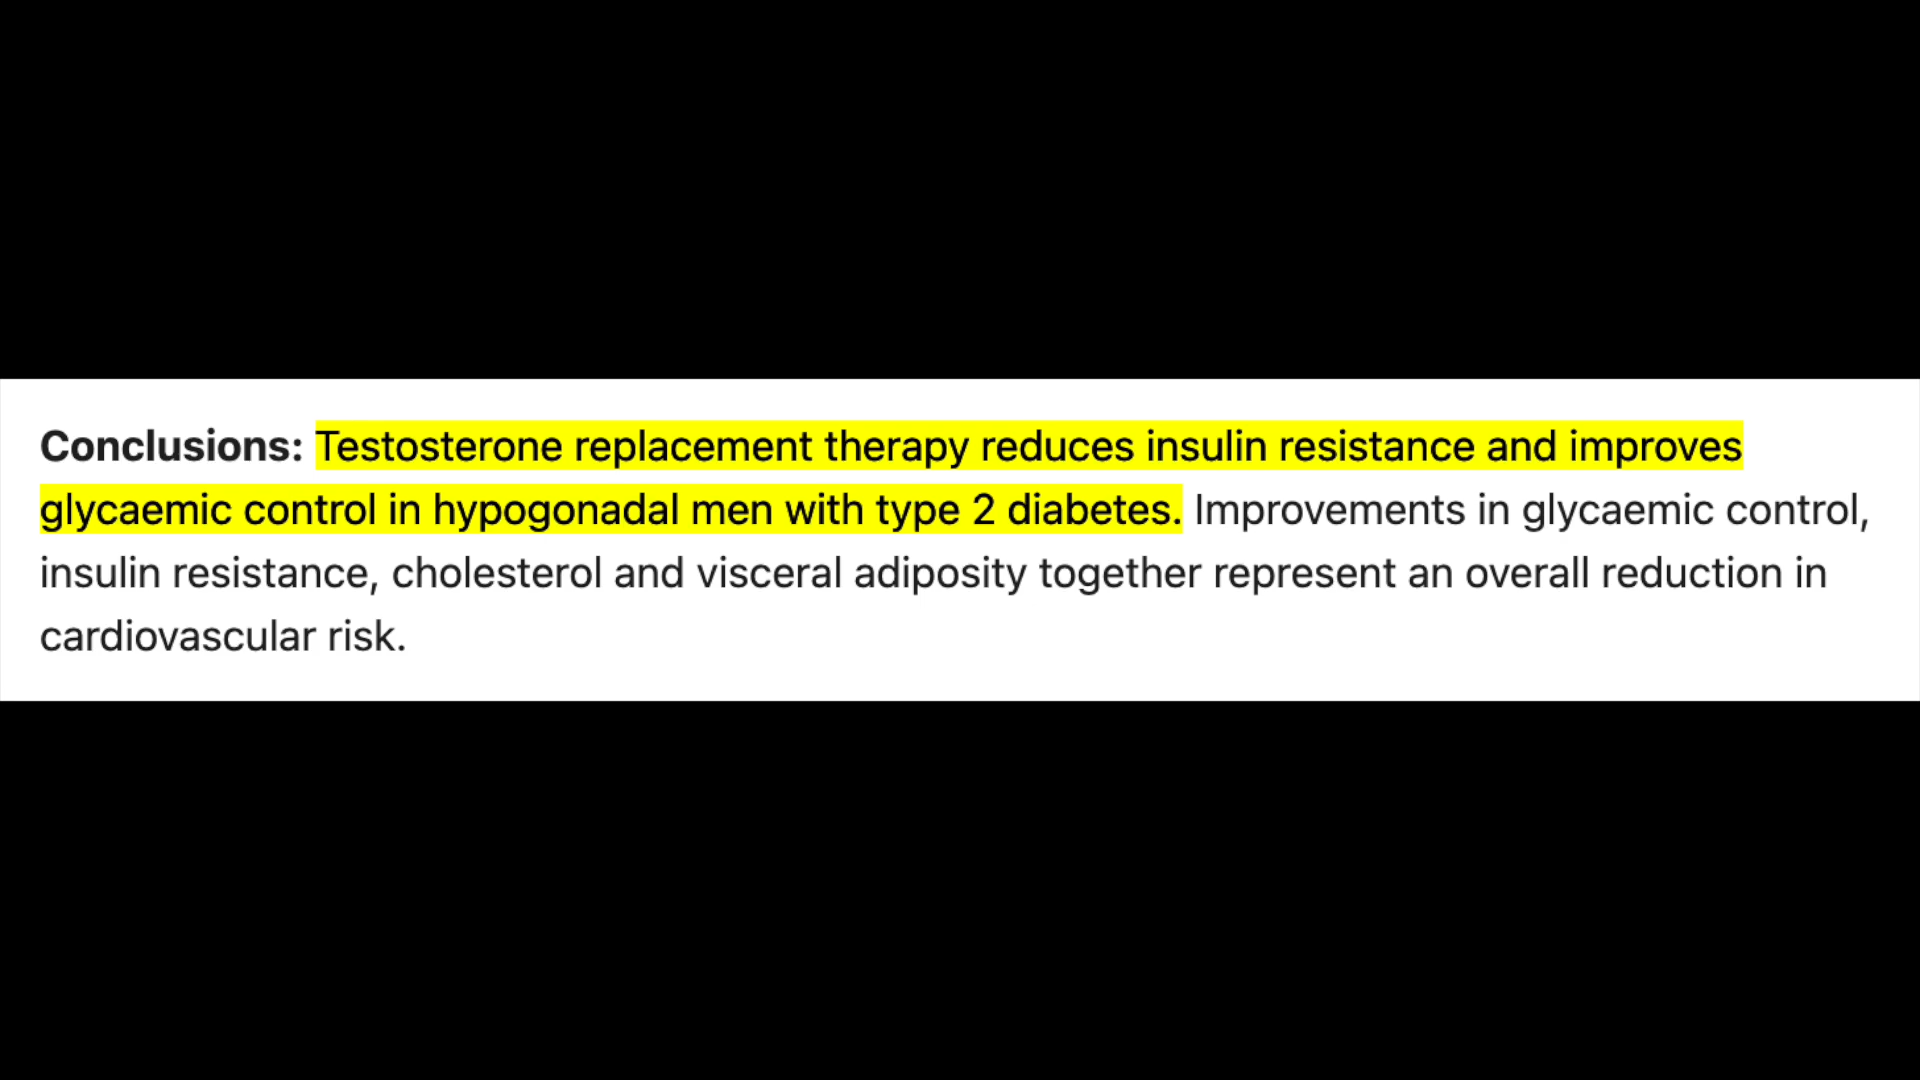 Conclusions: Testosterone replacement therapy reduces insulin resistance and improves
glycaemic control in hypogonadal men with type 2 diabetes. Improvements in glycaemic control,
insulin resistance, cholesterol and visceral adiposity together represent an overall reduction in
cardiovascular risk.